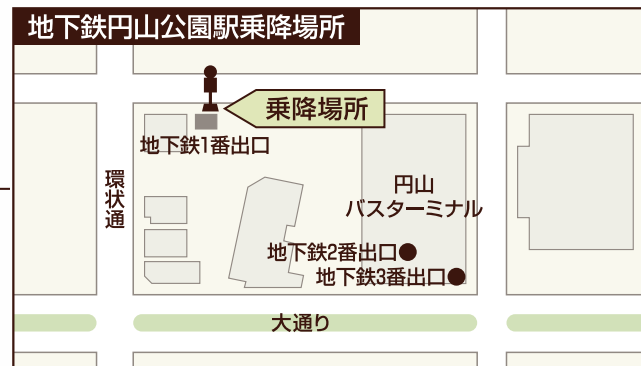 地下鉄円山公園駅乗降場所
乗降場所
地下鉄1番出口
環状通
円山
バスターミナル
地下鉄2番出口
地下鉄3番出口
大通り